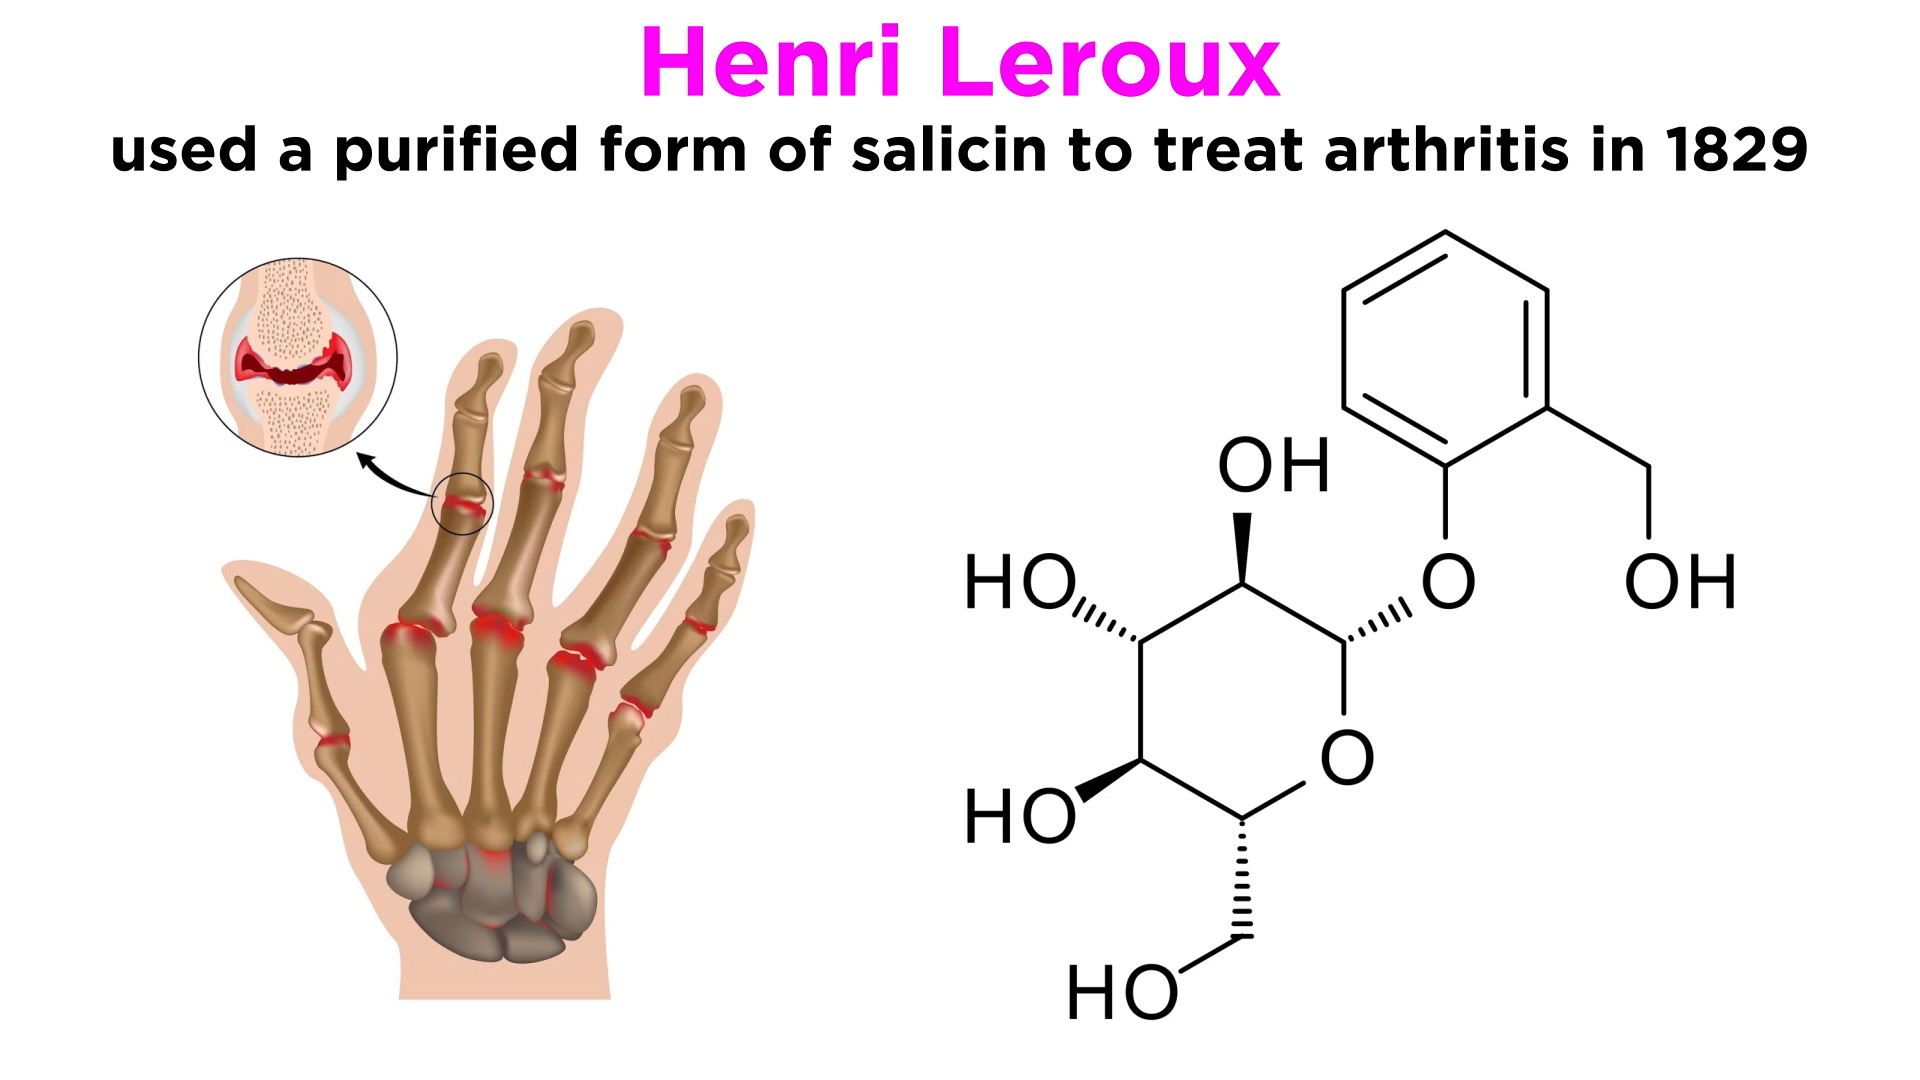 Henri Leroux
used a purified form of salicin to treat arthritis in 1829
OH
HO
O
OH
O
HO
HO